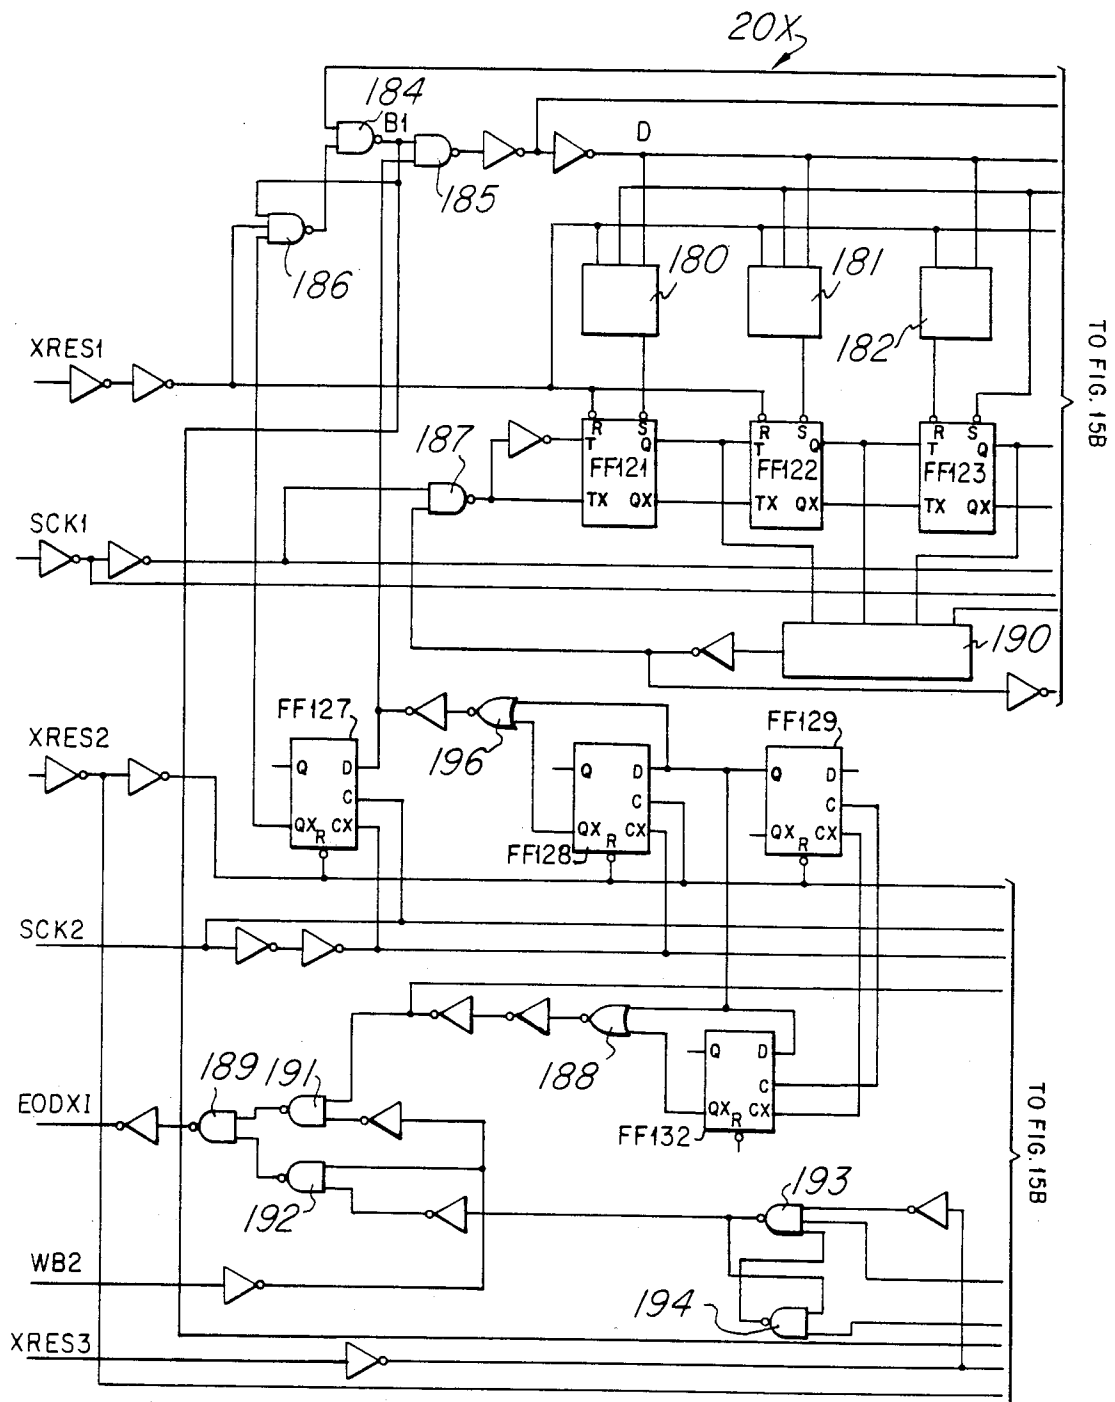 20X
184
B1
D
185
186
180
181
182
XRES1
TO FIG. 15B
187
R S
T Q
FF121
TX QX
R S
T Q
FF122
TX QX
R S
T Q
FF123
TX QX
SCK1
190
FF127
FF129
XRES2
196
Q D
C
QX R CX
Q D
C
QX R CX
FF128
Q D
C
QX R CX
SCK2
188
Q D
C
QX R CX
FF132
189
191
EODXI
TO FIG. 15B
192
193
WB2
194
XRES3